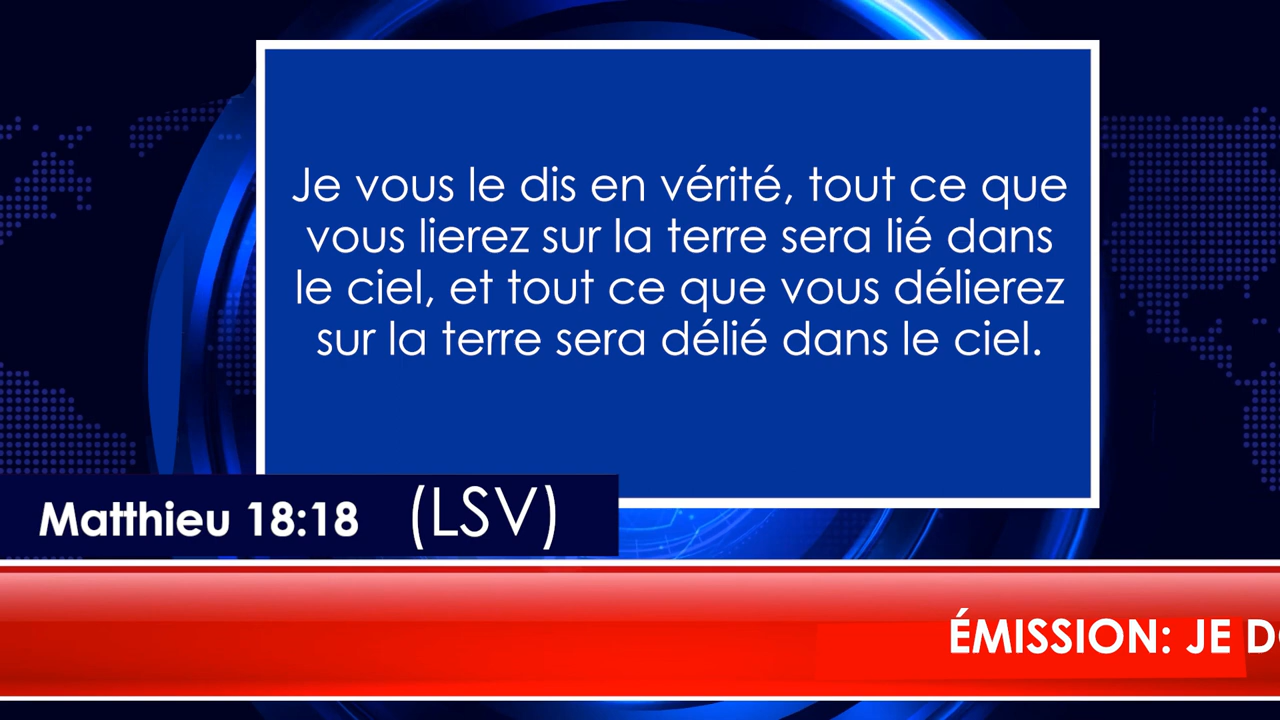 Je vous le dis en vérité, tout ce que
vous lierez sur la terre sera lié dans
le ciel, et tout ce que vous délierez
sur la terre sera délié dans le ciel.
Matthieu 18:18 (LSV)
ÉMISSION: JE